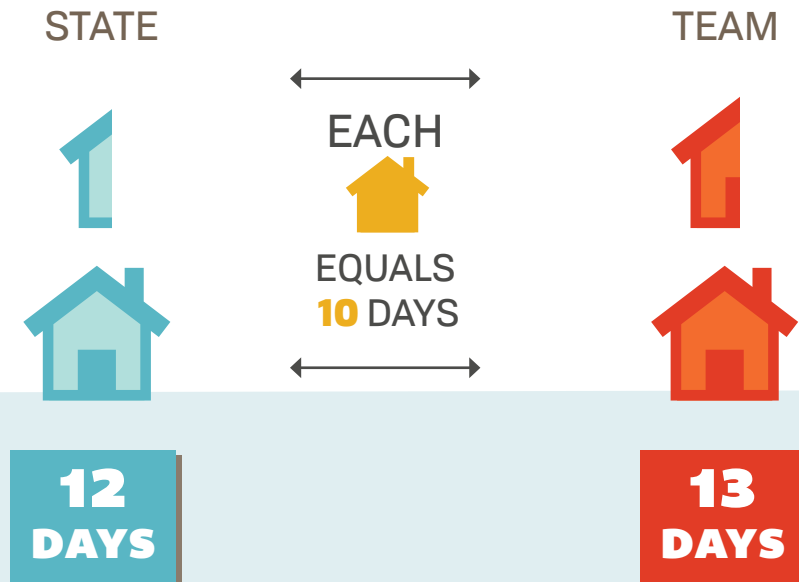 STATE
TEAM
EACH
EQUALS
10 DAYS
12
DAYS
13
DAYS